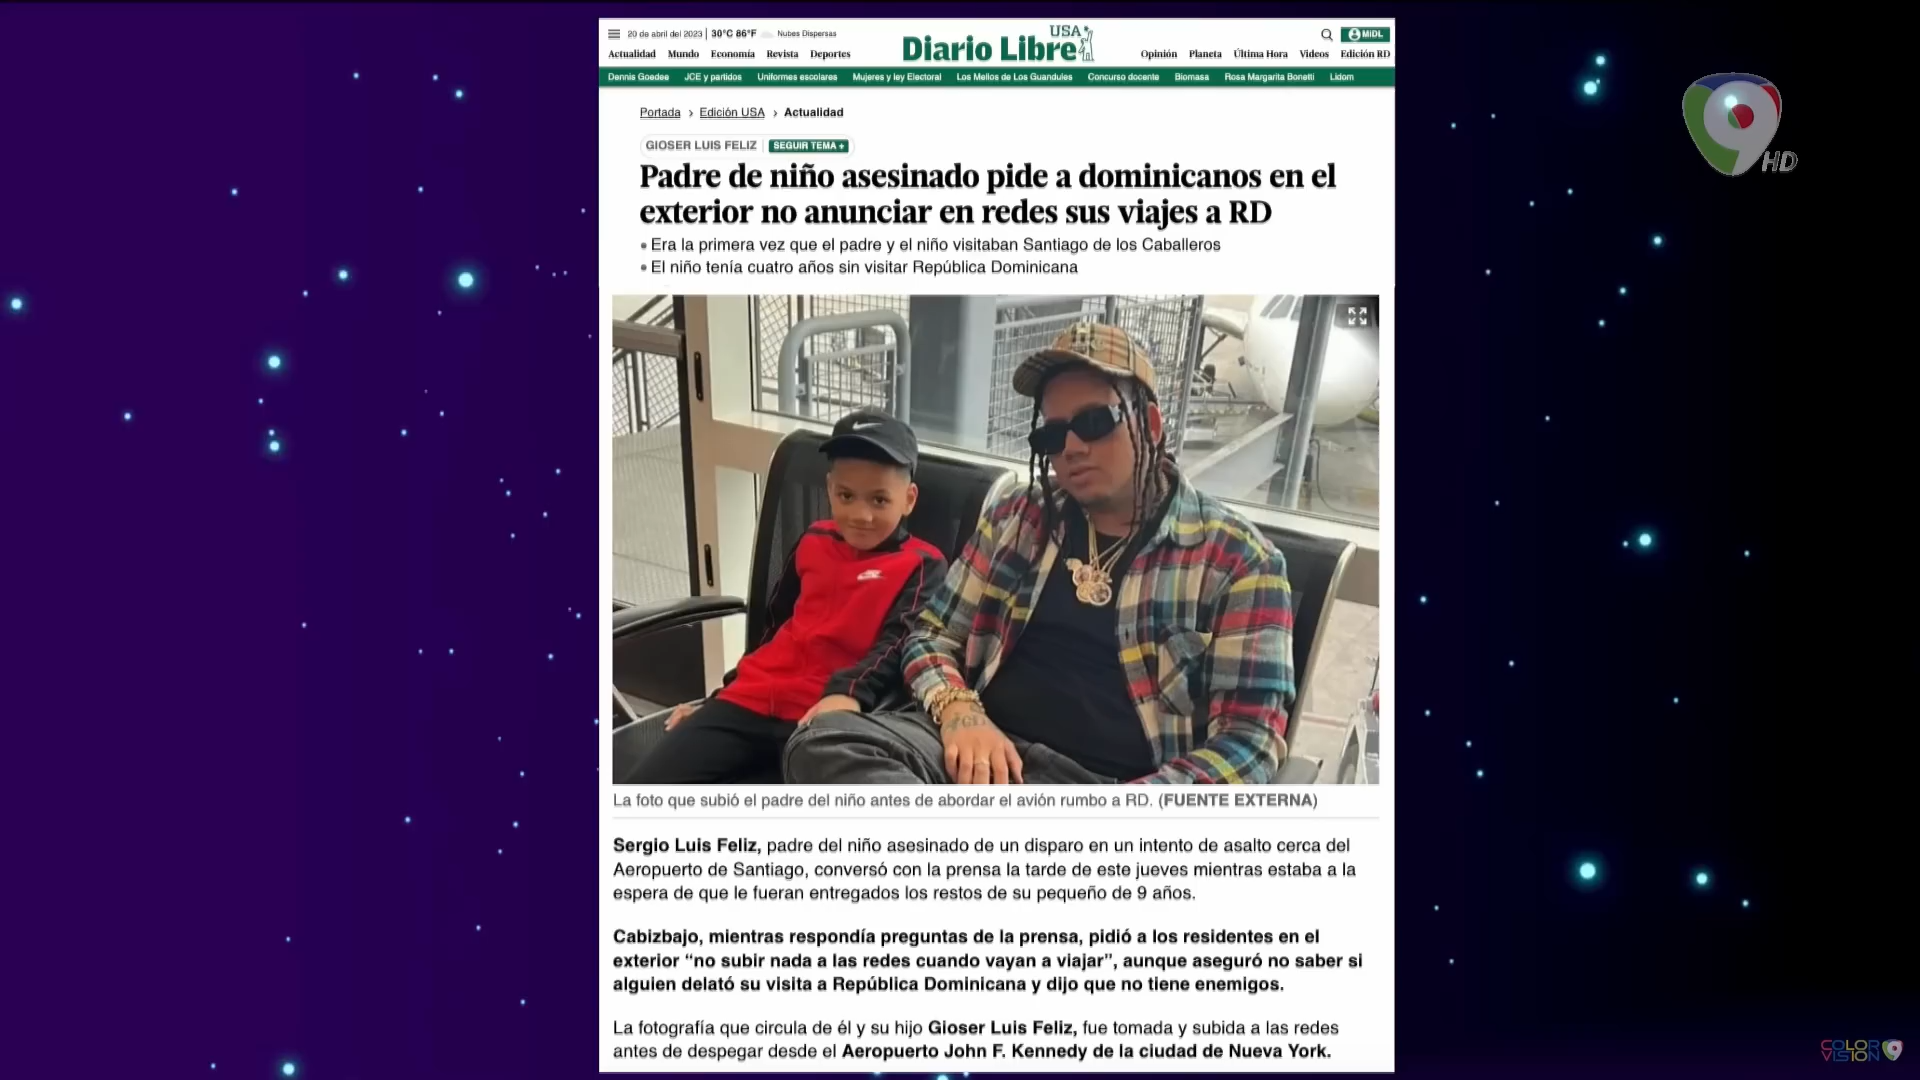 20 de abril del 2023 | 30°C 86°F Nubes Dispersas
USA
Diario Libre
MiDL
Actualidad Mundo Economía Revista Deportes
Opinión Planeta Última Hora Videos Edición RD
Dennis Goedee JCE y partidos Uniformes escolares Mujeres y ley Electoral Los Mellos de Los Guandules Concurso docente Biomasa Rosa Margarita Bonetti Lidom
Portada › Edición USA › Actualidad
GIOSER LUIS FELIZ | SEGUIR TEMA +
Padre de niño asesinado pide a dominicanos en el
exterior no anunciar en redes sus viajes a RD
• Era la primera vez que el padre y el niño visitaban Santiago de los Caballeros
• El niño tenía cuatro años sin visitar República Dominicana
La foto que subió el padre del niño antes de abordar el avión rumbo a RD. (FUENTE EXTERNA)
Sergio Luis Feliz, padre del niño asesinado de un disparo en un intento de asalto cerca del
Aeropuerto de Santiago, conversó con la prensa la tarde de este jueves mientras estaba a la
espera de que le fueran entregados los restos de su pequeño de 9 años.
Cabizbajo, mientras respondía preguntas de la prensa, pidió a los residentes en el
exterior “no subir nada a las redes cuando vayan a viajar”, aunque aseguró no saber si
alguien delató su visita a República Dominicana y dijo que no tiene enemigos.
La fotografía que circula de él y su hijo Gioser Luis Feliz, fue tomada y subida a las redes
antes de despegar desde el Aeropuerto John F. Kennedy de la ciudad de Nueva York.
9 HD
COLOR
VISION 9